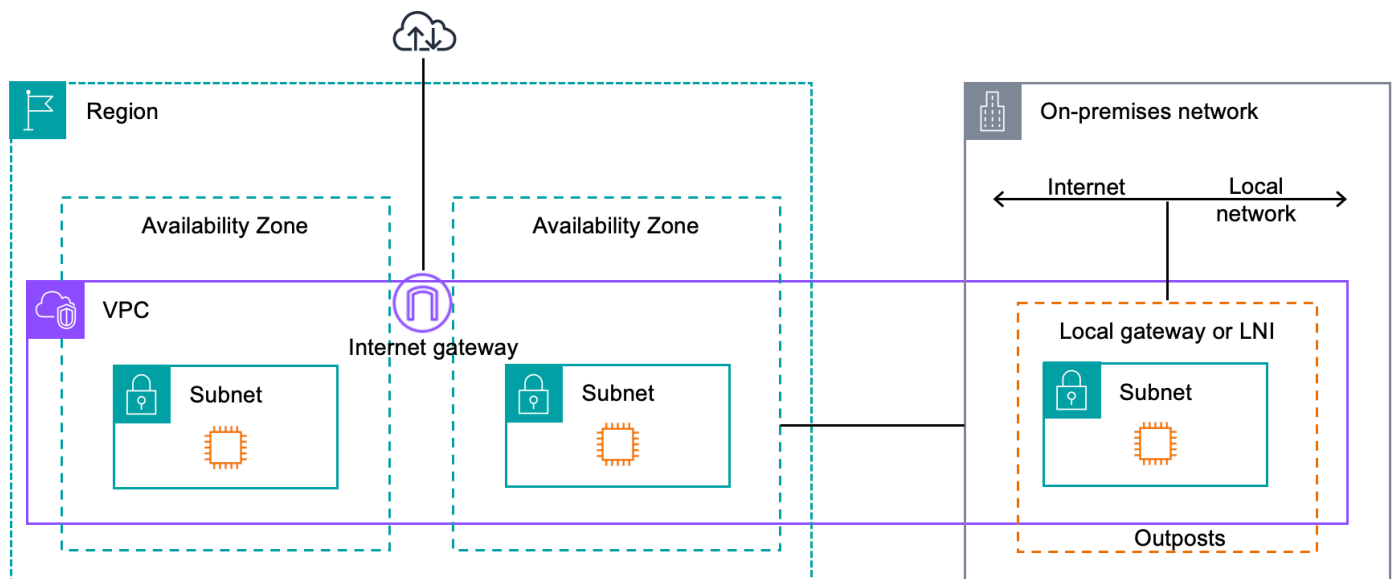 Region
On-premises network
Internet
Local
network
Availability Zone
Availability Zone
VPC
Internet gateway
Local gateway or LNI
Subnet
Subnet
Subnet
Outposts